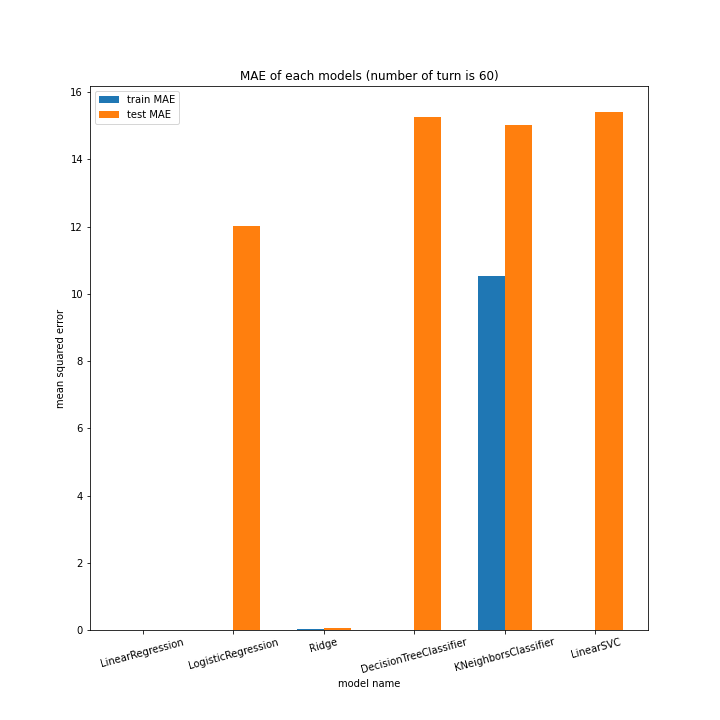 MAE of each models (number of turn is 60)
train MAE
test MAE
mean squared error
16
14
12
10
8
6
4
2
0
LinearRegression
LogisticRegression
Ridge
DecisionTreeClassifier
KNeighborsClassifier
LinearSVC
model name